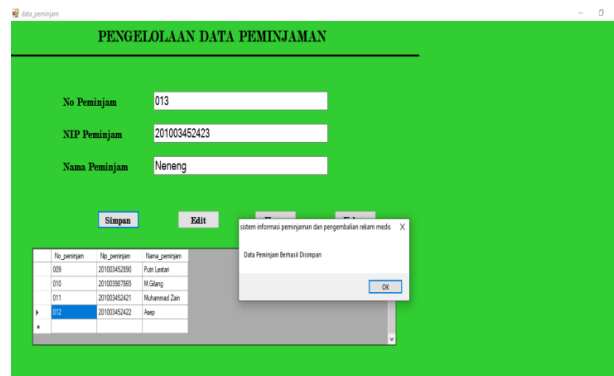 data_peminjam
PENGELOLAAN DATA PEMINJAMAN
No Peminjam 013
NIP Peminjam 201003452423
Nama Peminjam Neneng
Simpan Edit
sistem informasi peminjaman dan pengembalian rekam medis X
Data Peminjam Berhasil Disimpan
OK
No_peminjam Nip_peminjam Nama_peminjam
009 201003452390 Putri Lestari
010 201003907865 M.Gilang
011 201003452421 Muhammad Zain
012 201003452422 Asep